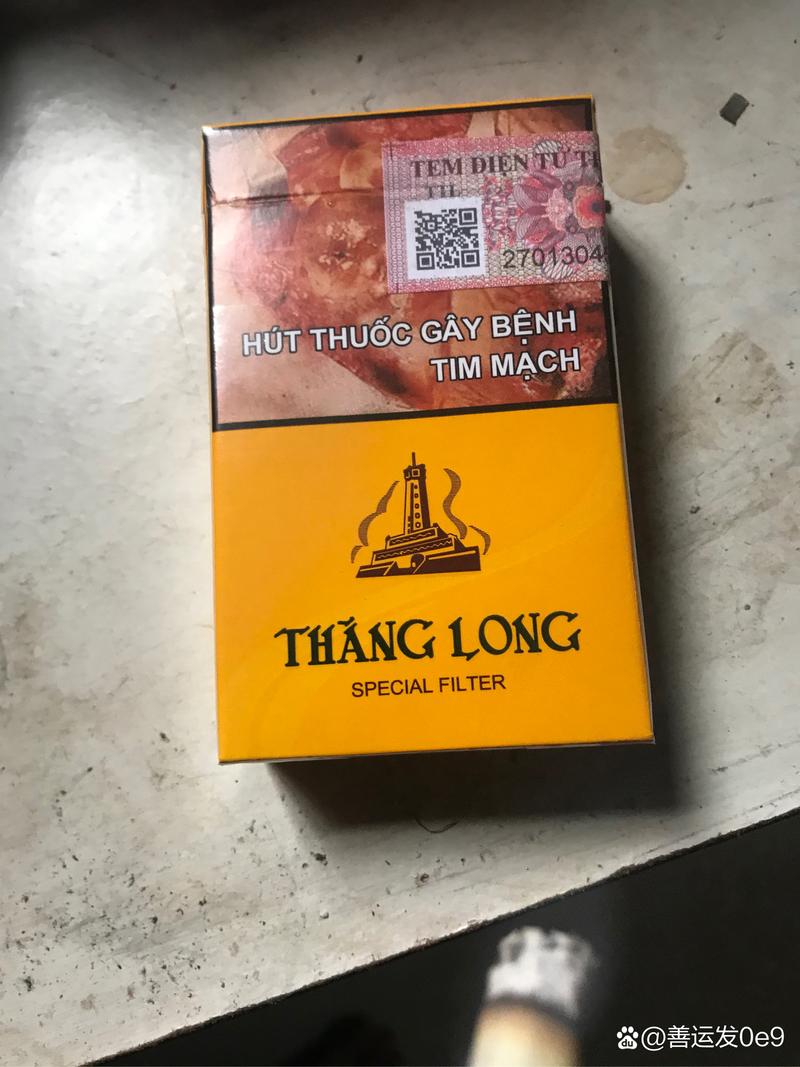 TEM ĐIỆN TỬ
2701304
HÚT THUỐC GÂY BỆNH
TIM MẠCH
THĂNG LONG
SPECIAL FILTER
du @善运发0e9